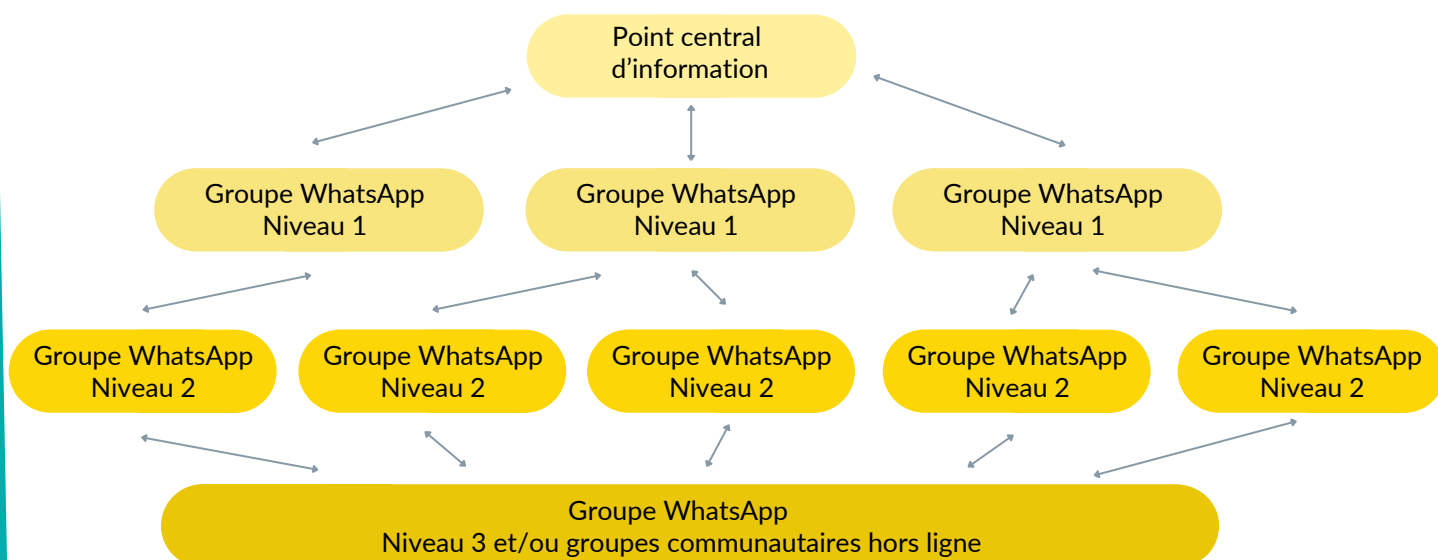 Point central
d’information
Groupe WhatsApp
Niveau 1
Groupe WhatsApp
Niveau 1
Groupe WhatsApp
Niveau 1
Groupe WhatsApp
Niveau 2
Groupe WhatsApp
Niveau 2
Groupe WhatsApp
Niveau 2
Groupe WhatsApp
Niveau 2
Groupe WhatsApp
Niveau 2
Groupe WhatsApp
Niveau 3 et/ou groupes communautaires hors ligne